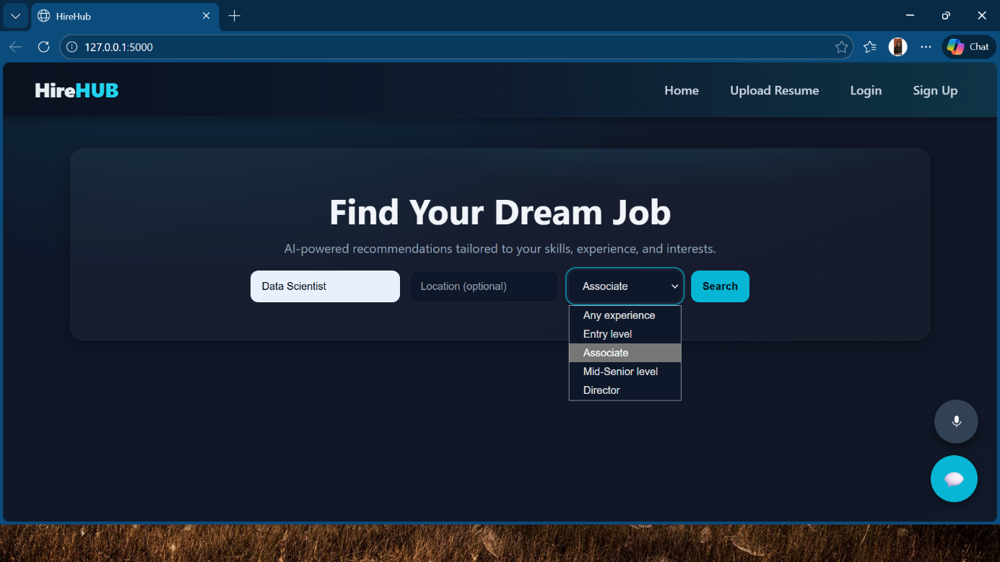 HireHub
127.0.0.1:5000
Chat
HireHUB
Home Upload Resume Login Sign Up
Find Your Dream Job
AI-powered recommendations tailored to your skills, experience, and interests.
Data Scientist Location (optional) Associate Search
Any experience
Entry level
Associate
Mid-Senior level
Director